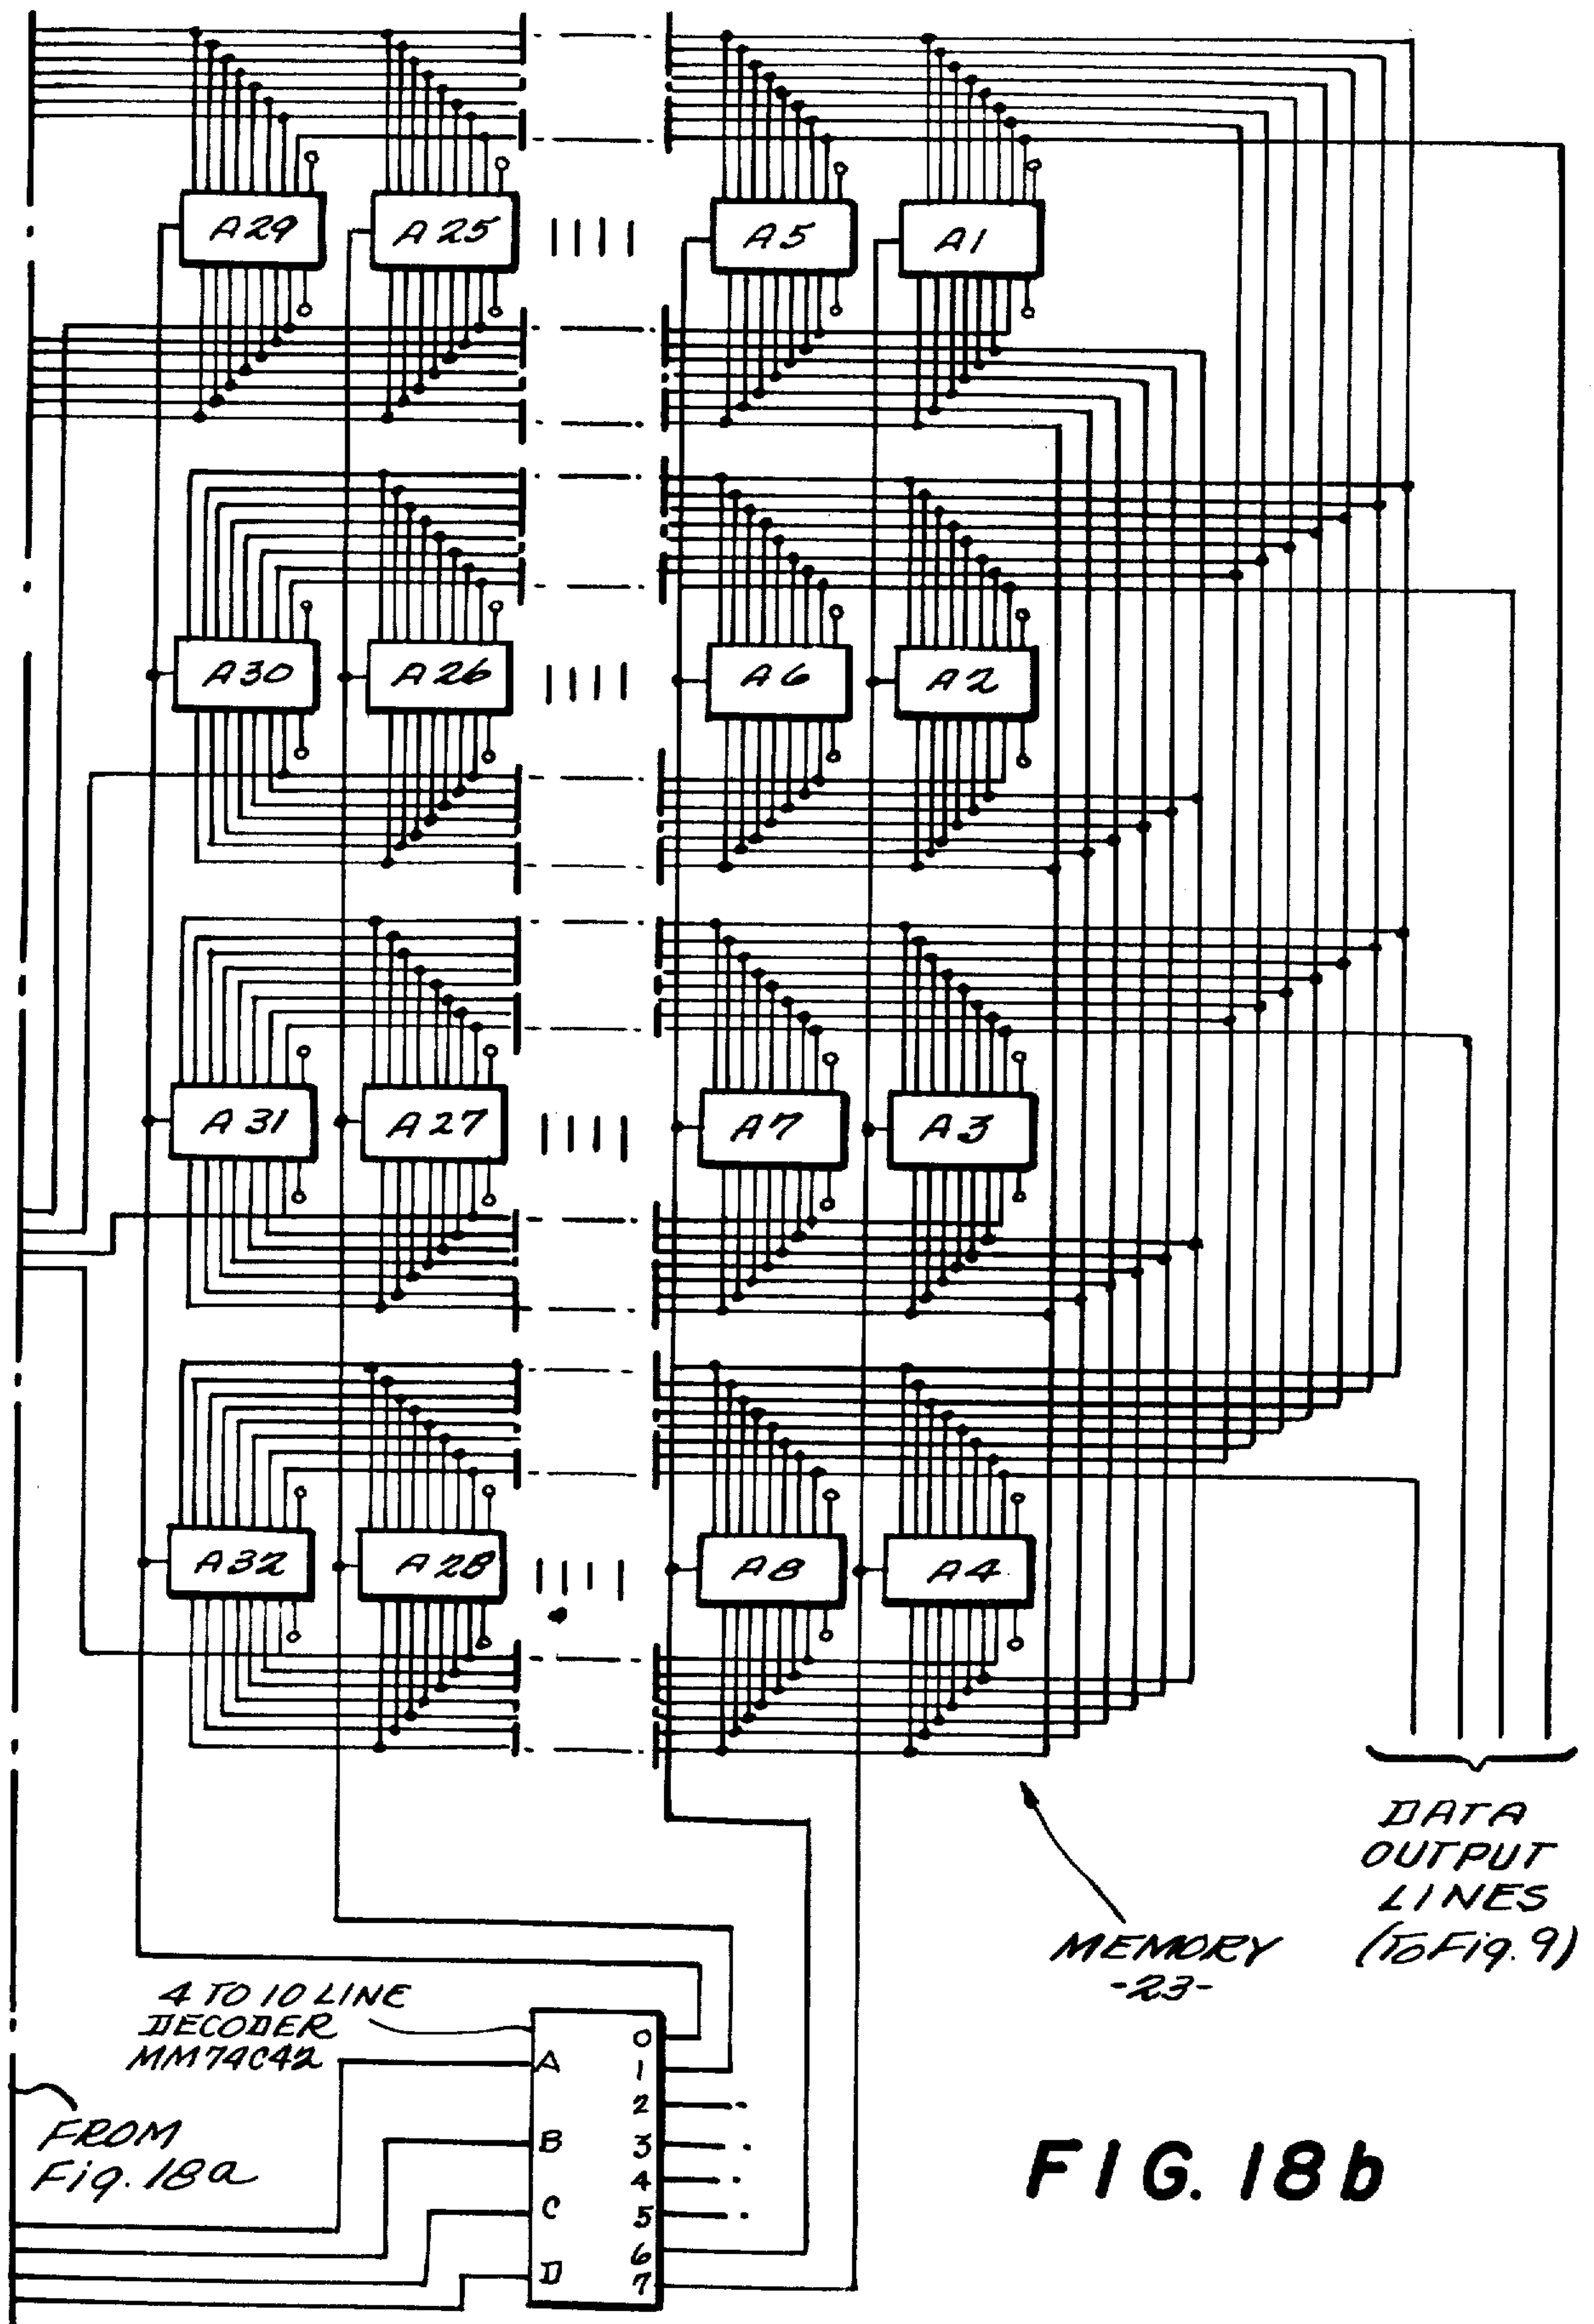 A29
A25
A5
A1
A30
A26
A6
A2
A31
A27
A7
A3
A32
A28
A8
A4
DATA
OUTPUT
LINES
(To Fig. 9)
MEMORY
-23-
4 TO 10 LINE
DECODER
MM74C42
A
B
C
D
0
1
2
3
4
5
6
7
FROM
Fig. 18a
FIG. 18b